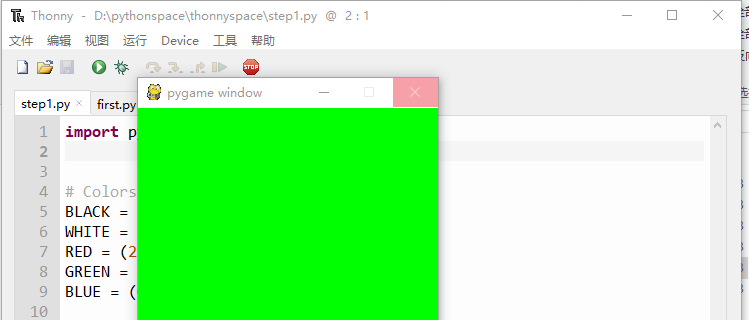 Thonny - D:\pythonspace\thonnyspace\step1.py @ 2 : 1
文件 编辑 视图 运行 Device 工具 帮助
STOP
pygame window
step1.py × first.py
1 import p
2
3
4 # Colors
5 BLACK =
6 WHITE =
7 RED = (2
8 GREEN =
9 BLUE = (
10